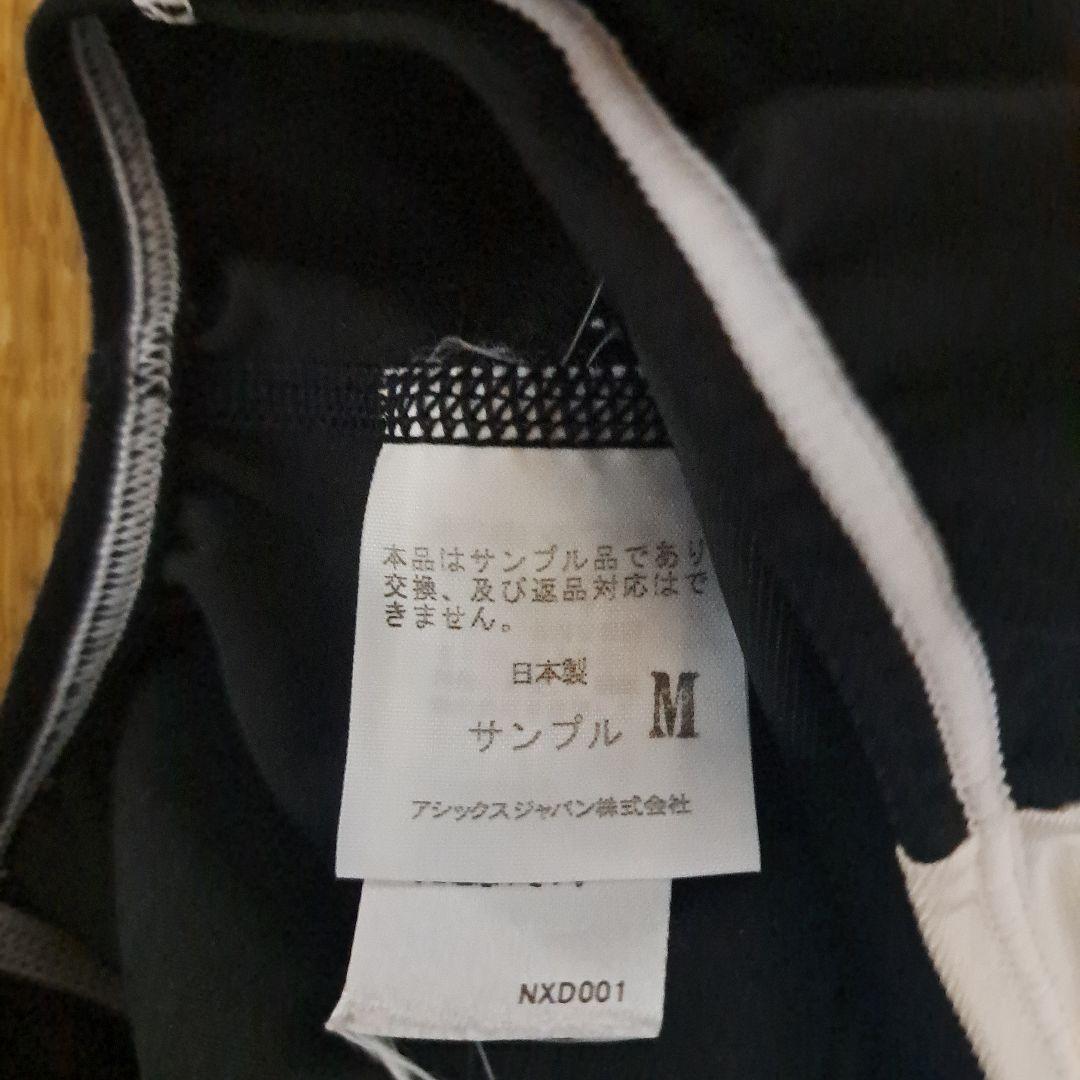 本品はサンプル品であり
交換、及び返品対応はで
きません。
日本製
サンプル M
アシックスジャパン株式会社
NXD001